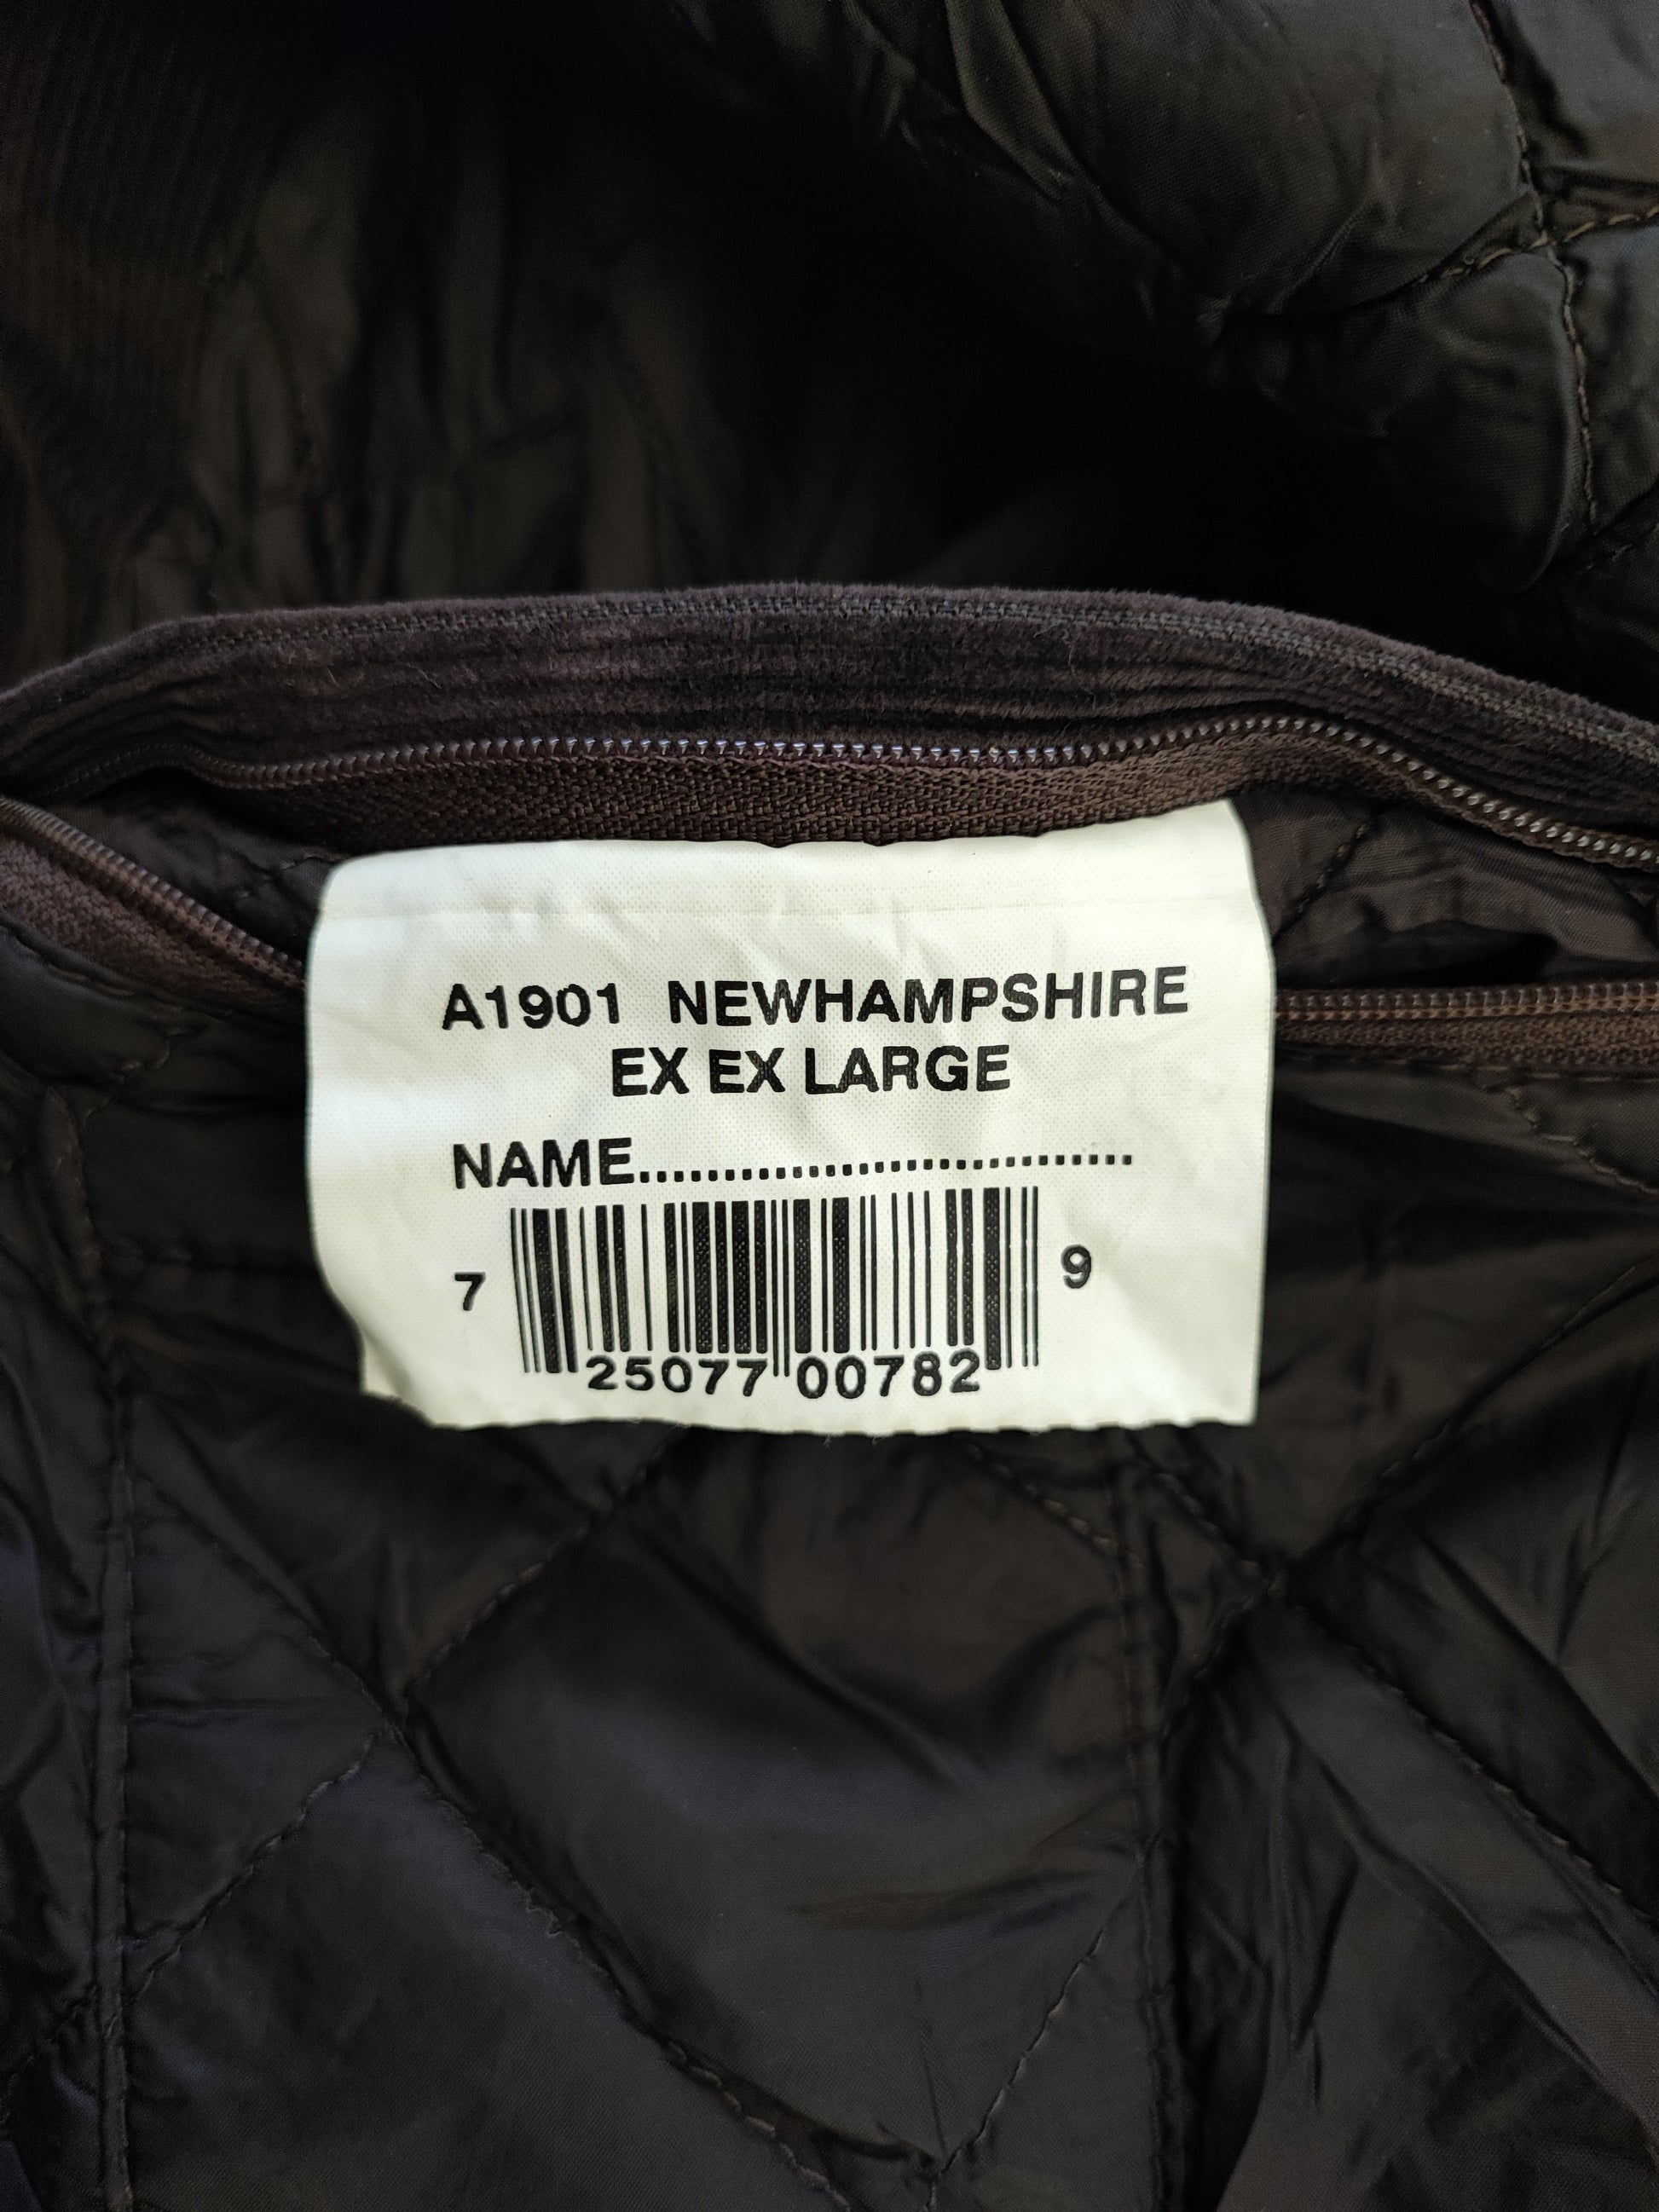 A1901 NEWHAMPSHIRE
EX EX LARGE
NAME..............................
7 25077 00782 9